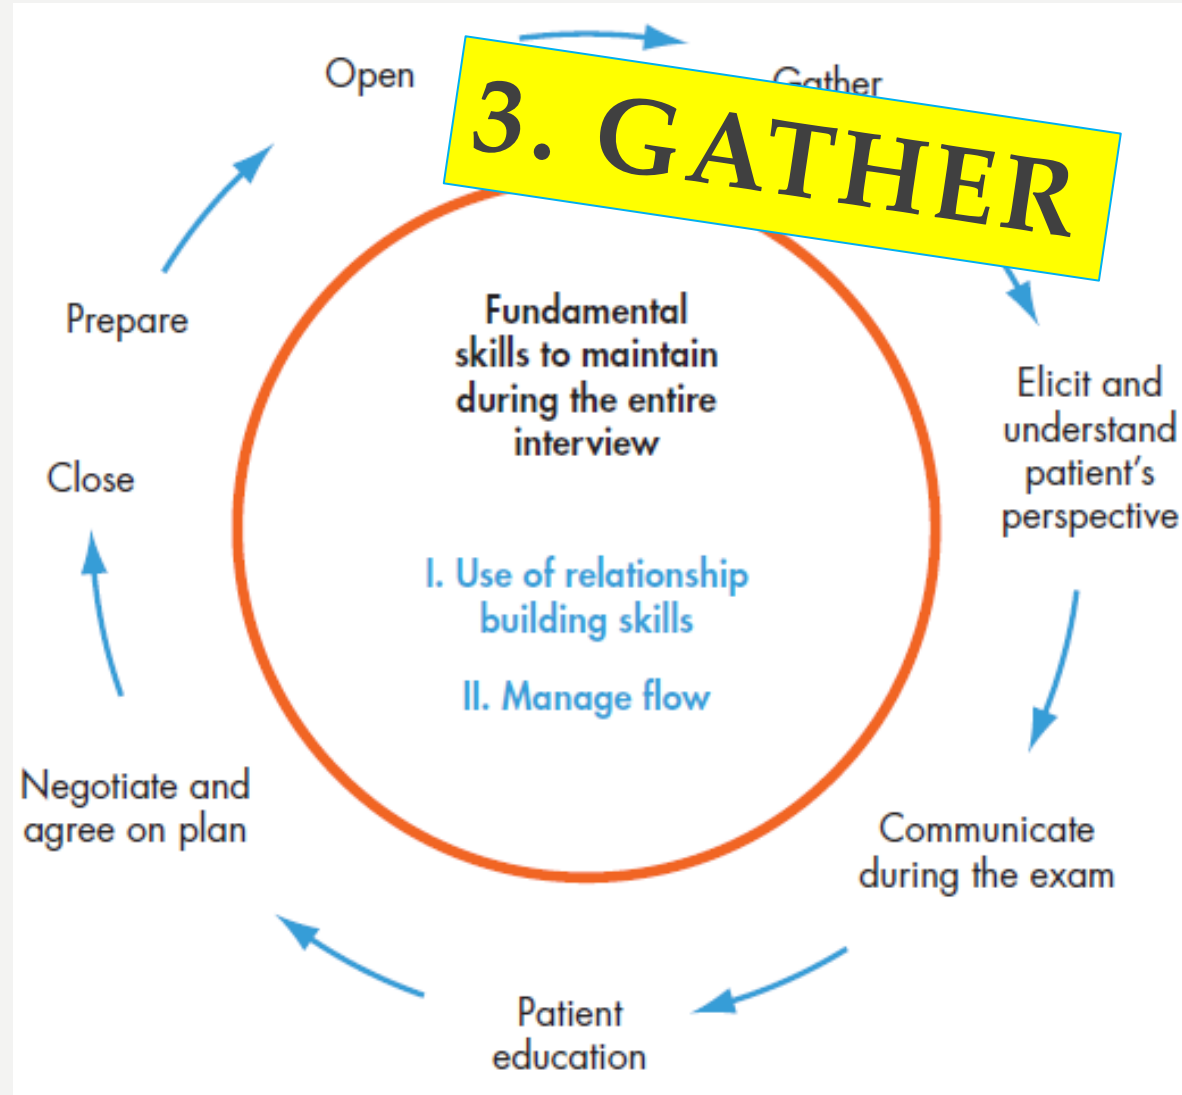 Open
Gather
3. GATHER
Prepare
Fundamental
skills to maintain
during the entire
interview
Elicit and
understand
patient's
perspective
Close
I. Use of relationship
building skills
II. Manage flow
Negotiate and
agree on plan
Communicate
during the exam
Patient
education